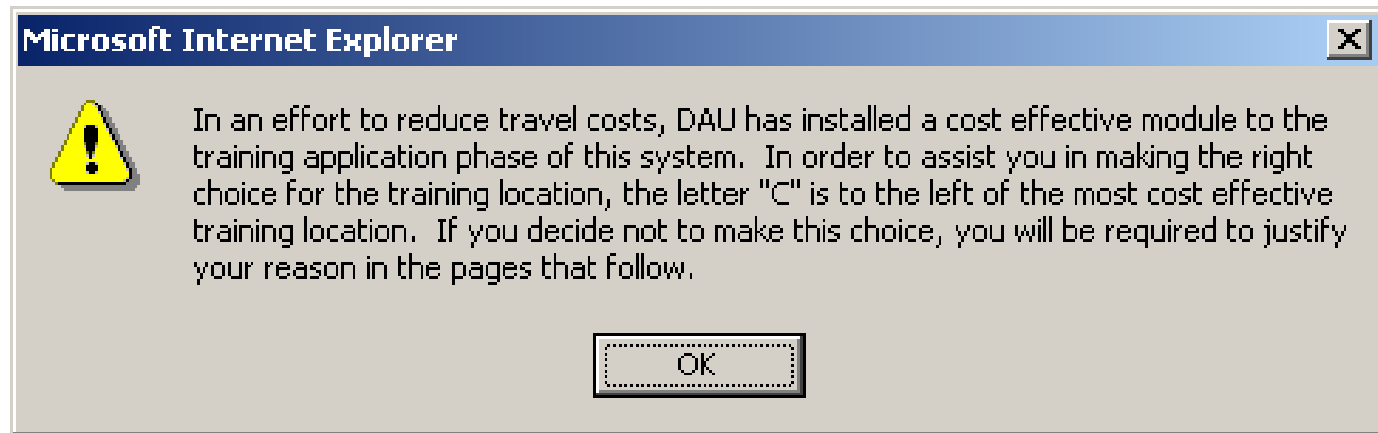 Microsoft Internet Explorer
In an effort to reduce travel costs, DAU has installed a cost effective module to the
training application phase of this system.  In order to assist you in making the right
choice for the training location, the letter "C" is to the left of the most cost effective
training location.  If you decide not to make this choice, you will be required to justify
your reason in the pages that follow.
OK